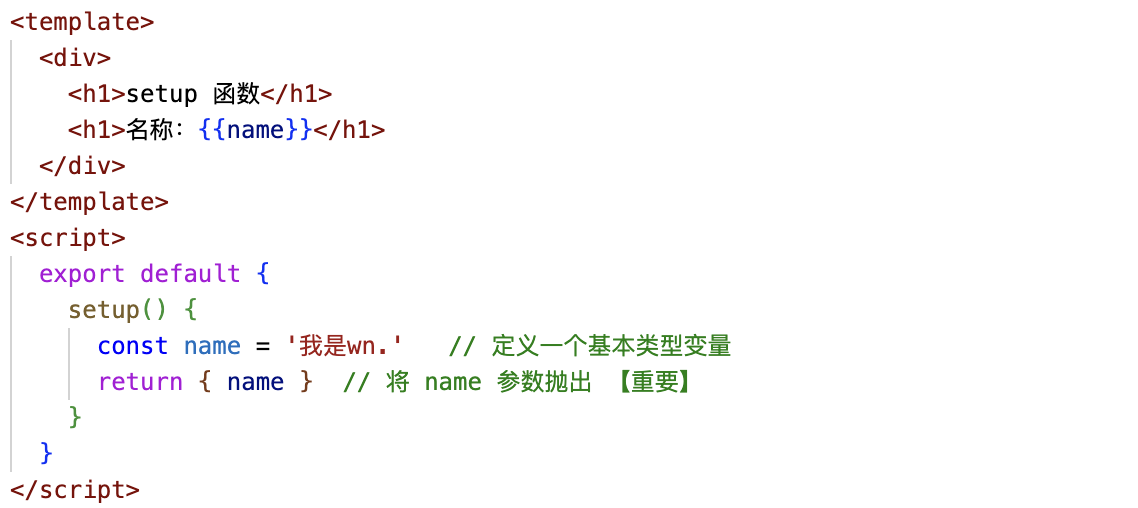 <template>
<div>
<h1>setup 函数</h1>
<h1>名称：{{name}}</h1>
</div>
</template>
<script>
export default {
setup() {
const name = '我是wn.'   // 定义一个基本类型变量
return { name }  // 将 name 参数抛出 【重要】
}
}
</script>